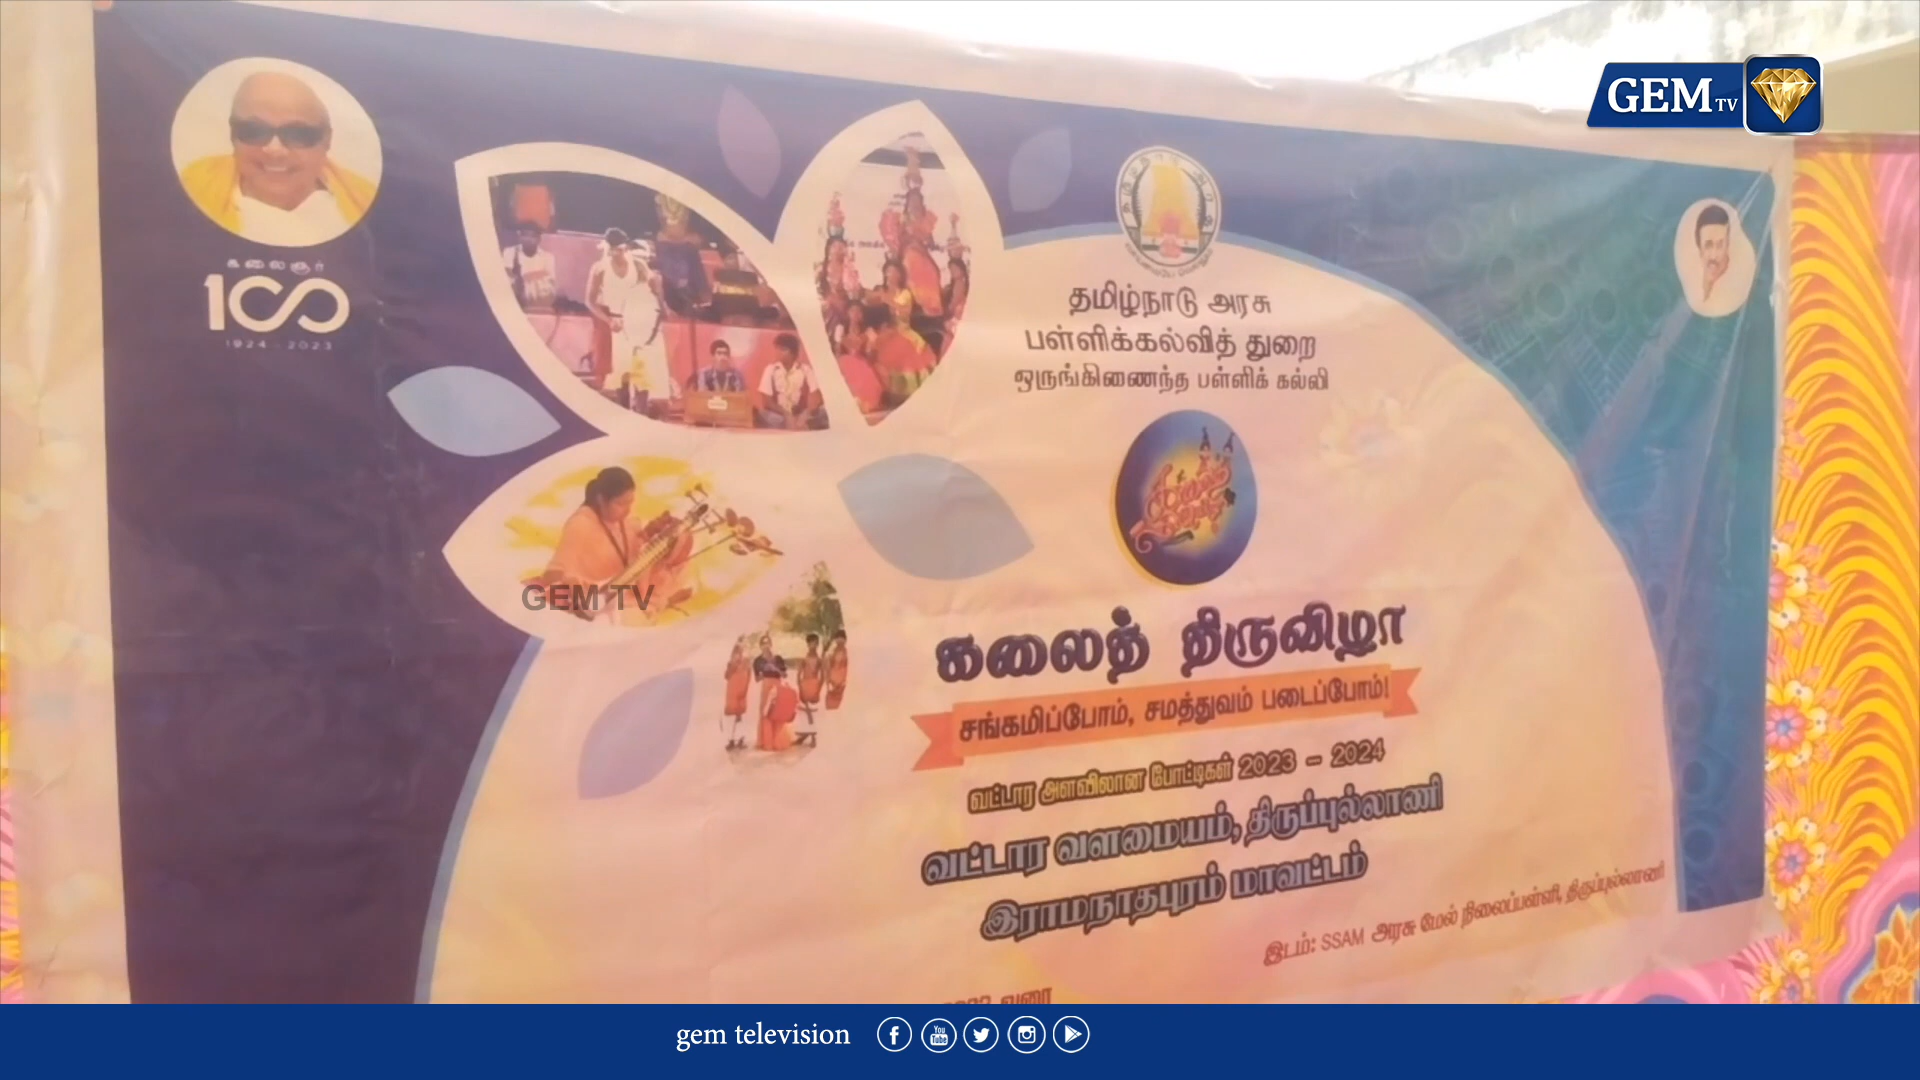 GEM TV
கலைஞர்
100
1924 - 2023
தமிழ்நாடு அரசு
பள்ளிக்கல்வித் துறை
ஒருங்கிணைந்த பள்ளிக் கல்வி
GEM TV
கலைத் திருவிழா
சங்கமிப்போம், சமத்துவம் படைப்போம்!
வட்டார அளவிலான போட்டிகள் 2023 - 2024
வட்டார வளமையம், திருப்புல்லாணி
இராமநாதபுரம் மாவட்டம்
இடம்: SSAM அரசு மேல் நிலைப்பள்ளி, திருப்புல்லாணி
வரை
gem television